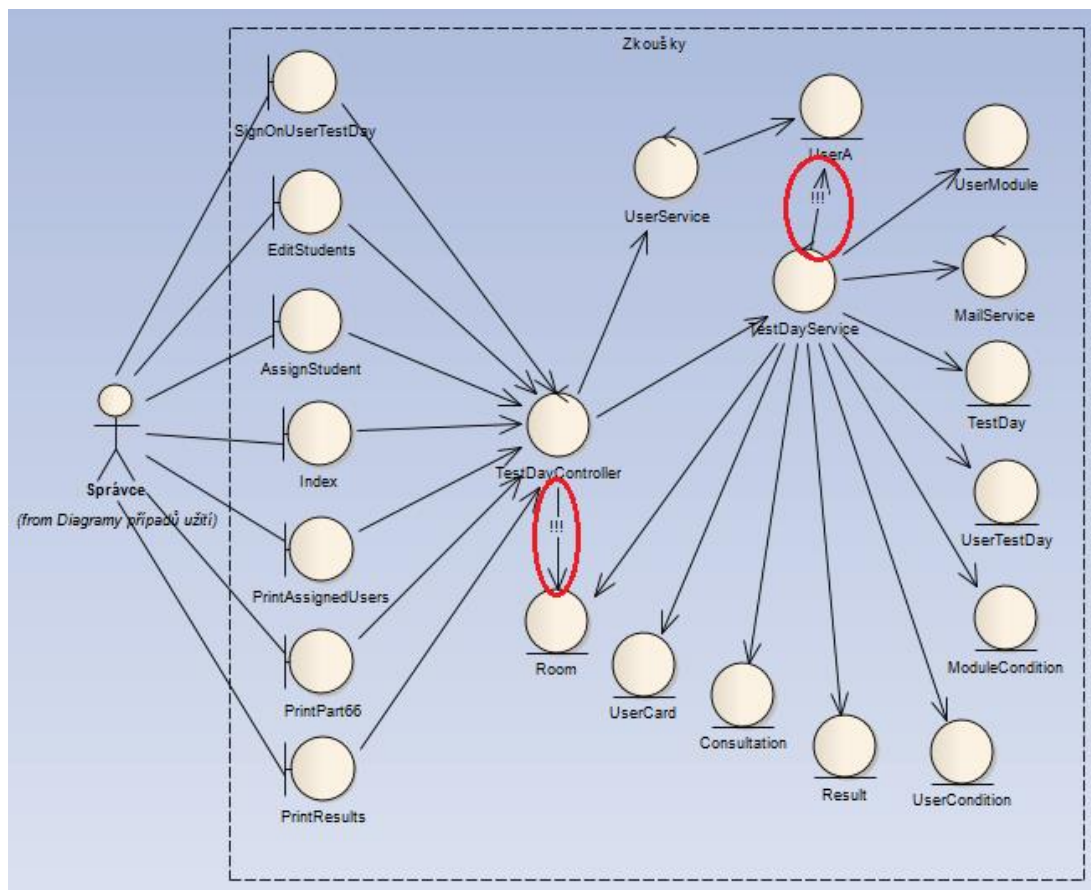 Zkoušky
SignOnUserTestDay
UserA
UserModule
UserService
EditStudents
!!!
MailService
TestDayService
AssignStudent
TestDay
Správce
(from Diagramy případů užití)
Index
TestDayController
!!!
UserTestDay
PrintAssignedUsers
Room
ModuleCondition
PrintPart66
UserCard
Consultation
Result
UserCondition
PrintResults